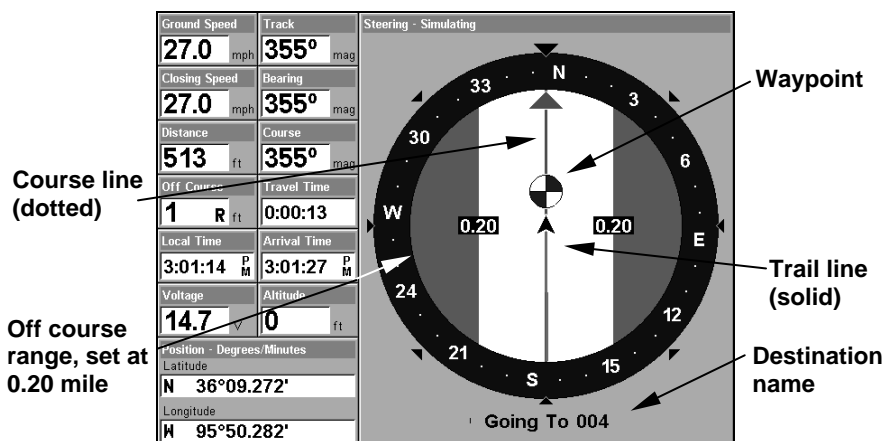 Ground Speed
27.0 mph
Track
355º mag
Closing Speed
27.0 mph
Bearing
355º mag
Distance
513 ft
Course
355º mag
Off Course
1 R ft
Travel Time
0:00:13
Local Time
3:01:14 PM
Arrival Time
3:01:27 PM
Voltage
14.7 V
Altitude
0 ft
Position - Degrees/Minutes
Latitude
N 36°09.272'
Longitude
W 95°50.282'
Steering - Simulating
N
33
3
30
6
W
0.20
0.20
E
24
12
21
15
S
Going To 004
Course line
(dotted)
Off course
range, set at
0.20 mile
Waypoint
Trail line
(solid)
Destination
name